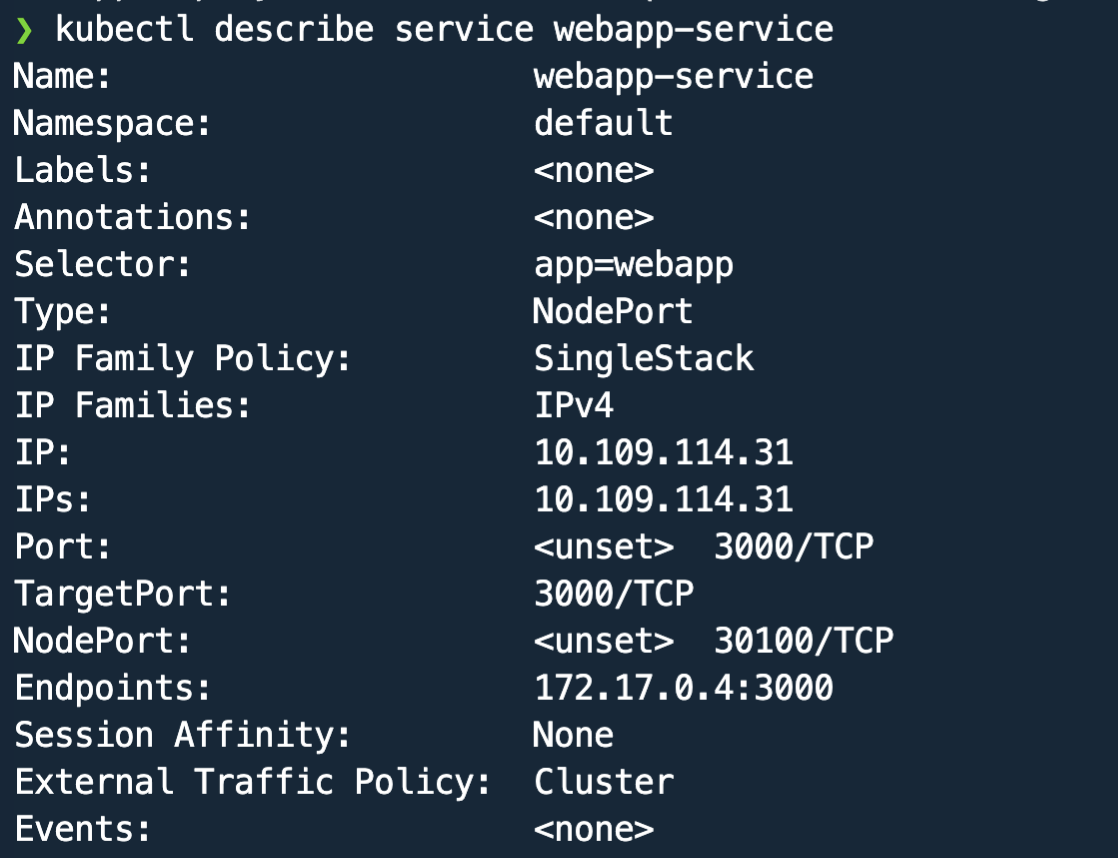 ❯ kubectl describe service webapp-service
Name:                     webapp-service
Namespace:                default
Labels:                   <none>
Annotations:              <none>
Selector:                 app=webapp
Type:                     NodePort
IP Family Policy:         SingleStack
IP Families:              IPv4
IP:                       10.109.114.31
IPs:                      10.109.114.31
Port:                     <unset>  3000/TCP
TargetPort:               3000/TCP
NodePort:                 <unset>  30100/TCP
Endpoints:                172.17.0.4:3000
Session Affinity:         None
External Traffic Policy:  Cluster
Events:                   <none>